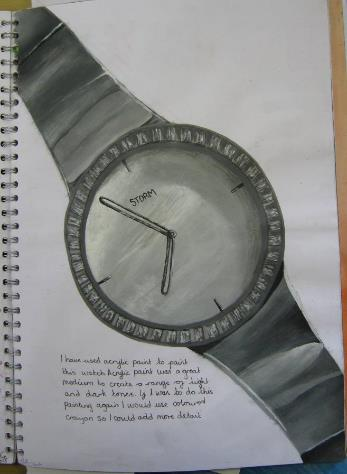 STORM
I have used acrylic paint to paint
this watch. Acrylic paint was a great
medium to create a range of light
and dark tones. If I was to do this
painting again I would use coloured
crayon so I could add more detail